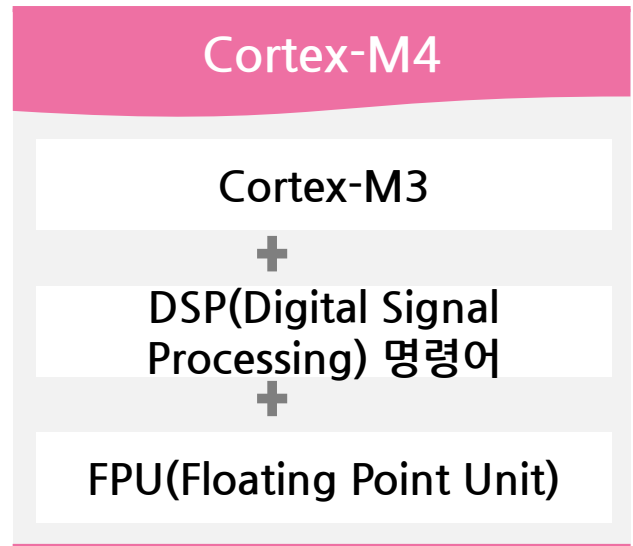 Cortex-M4
Cortex-M3
+
DSP(Digital Signal
Processing) 명령어
+
FPU(Floating Point Unit)